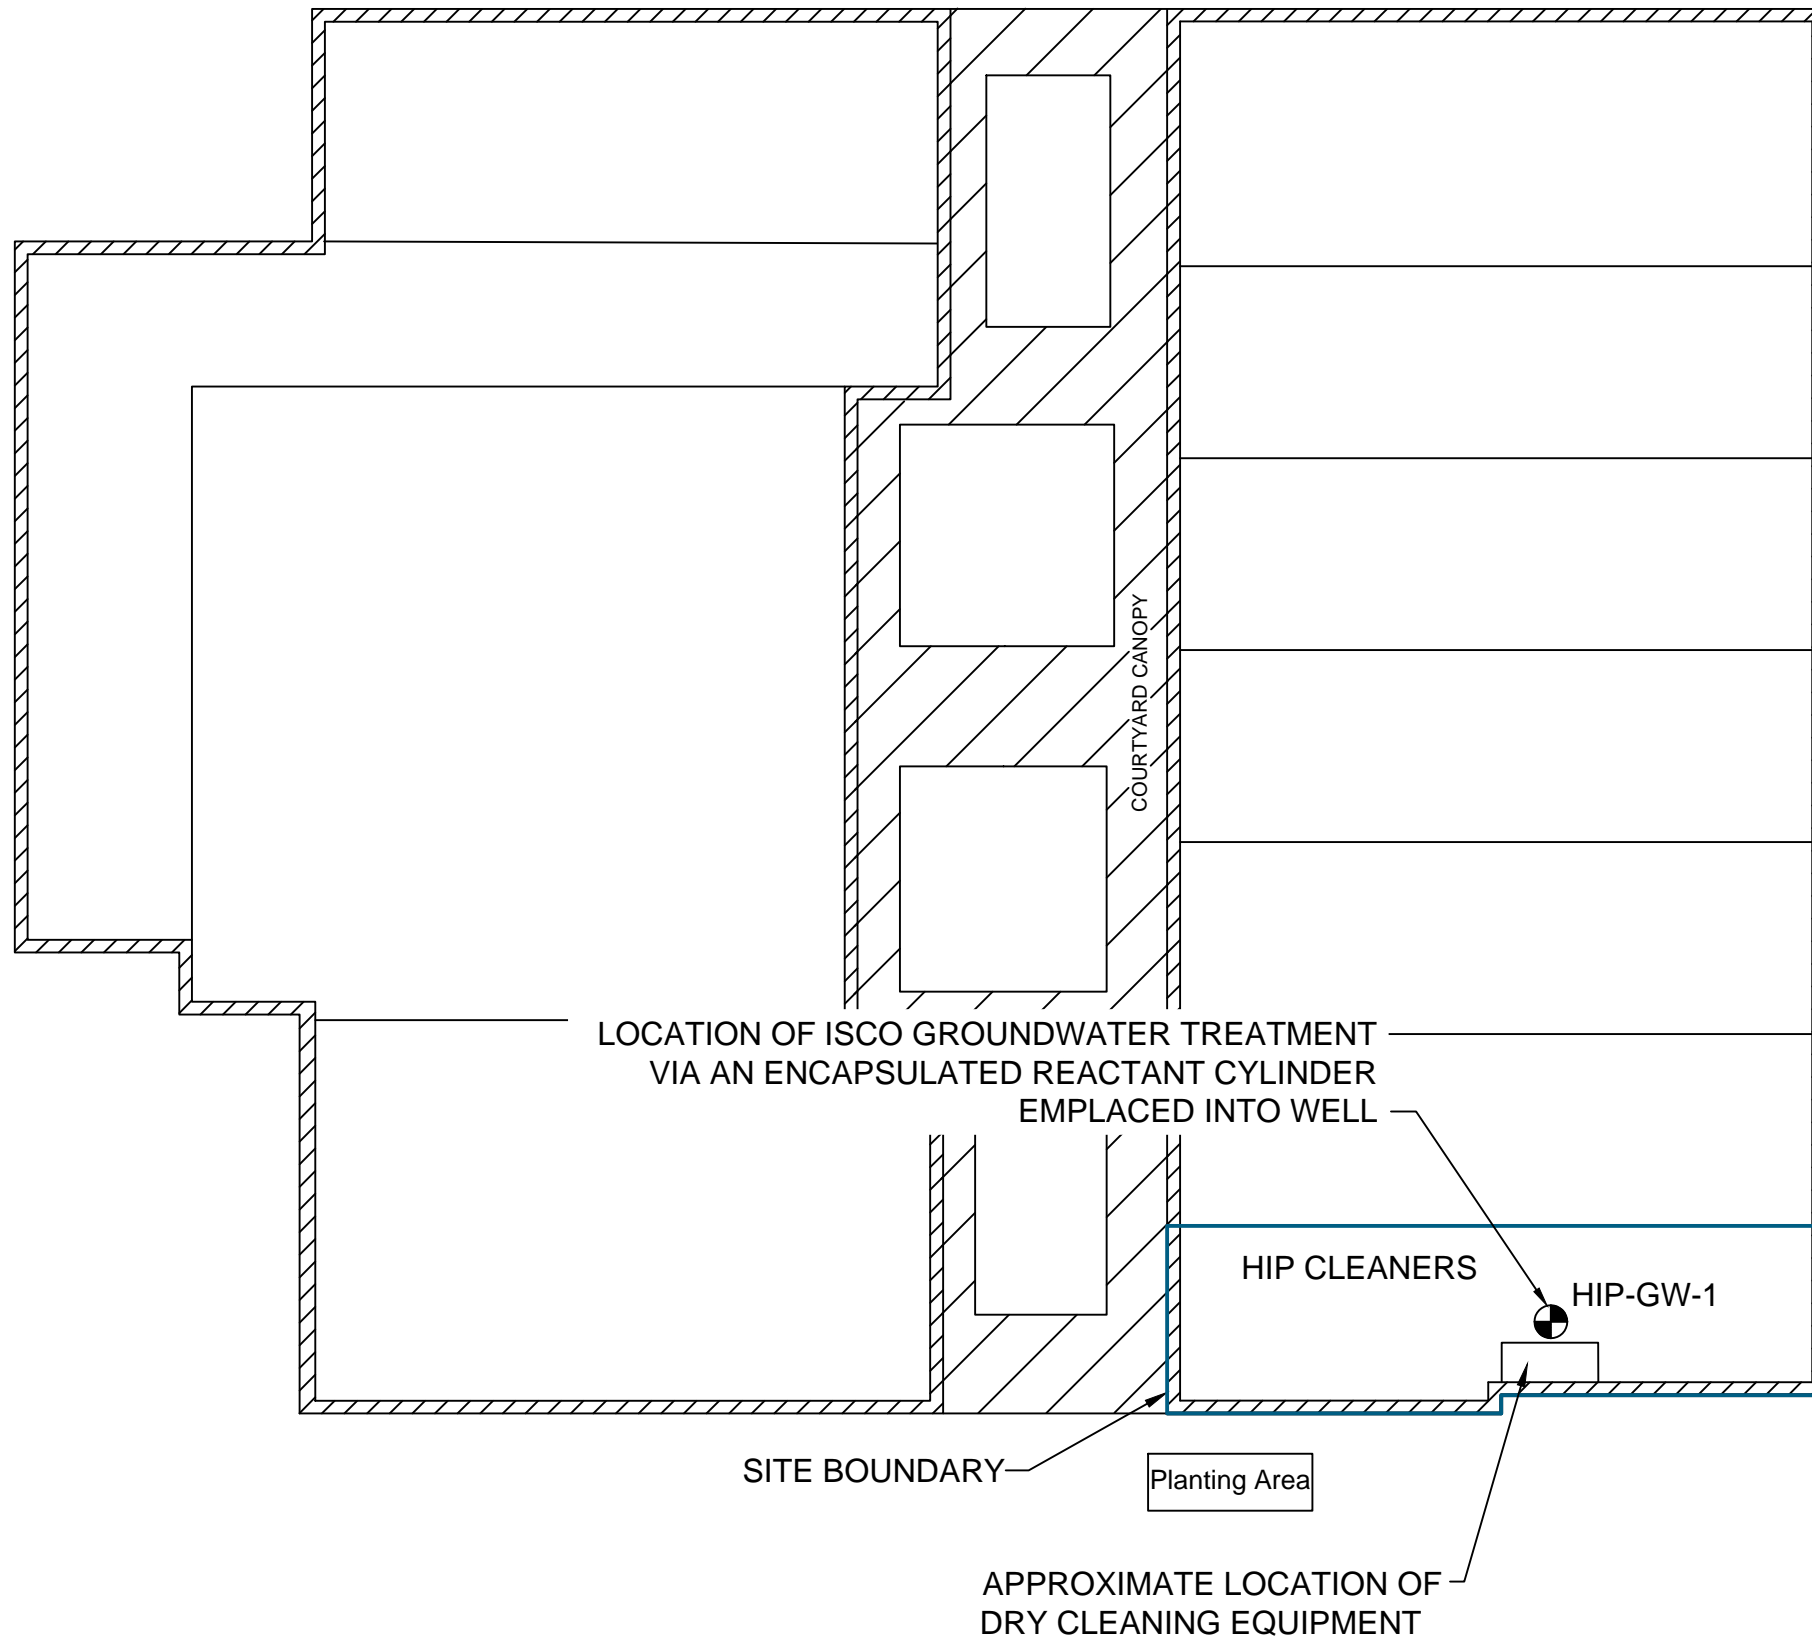 COURTYARD CANOPY
LOCATION OF ISCO GROUNDWATER TREATMENT
VIA AN ENCAPSULATED REACTANT CYLINDER
EMPLACED INTO WELL
HIP CLEANERS
HIP-GW-1
SITE BOUNDARY
Planting Area
APPROXIMATE LOCATION OF
DRY CLEANING EQUIPMENT